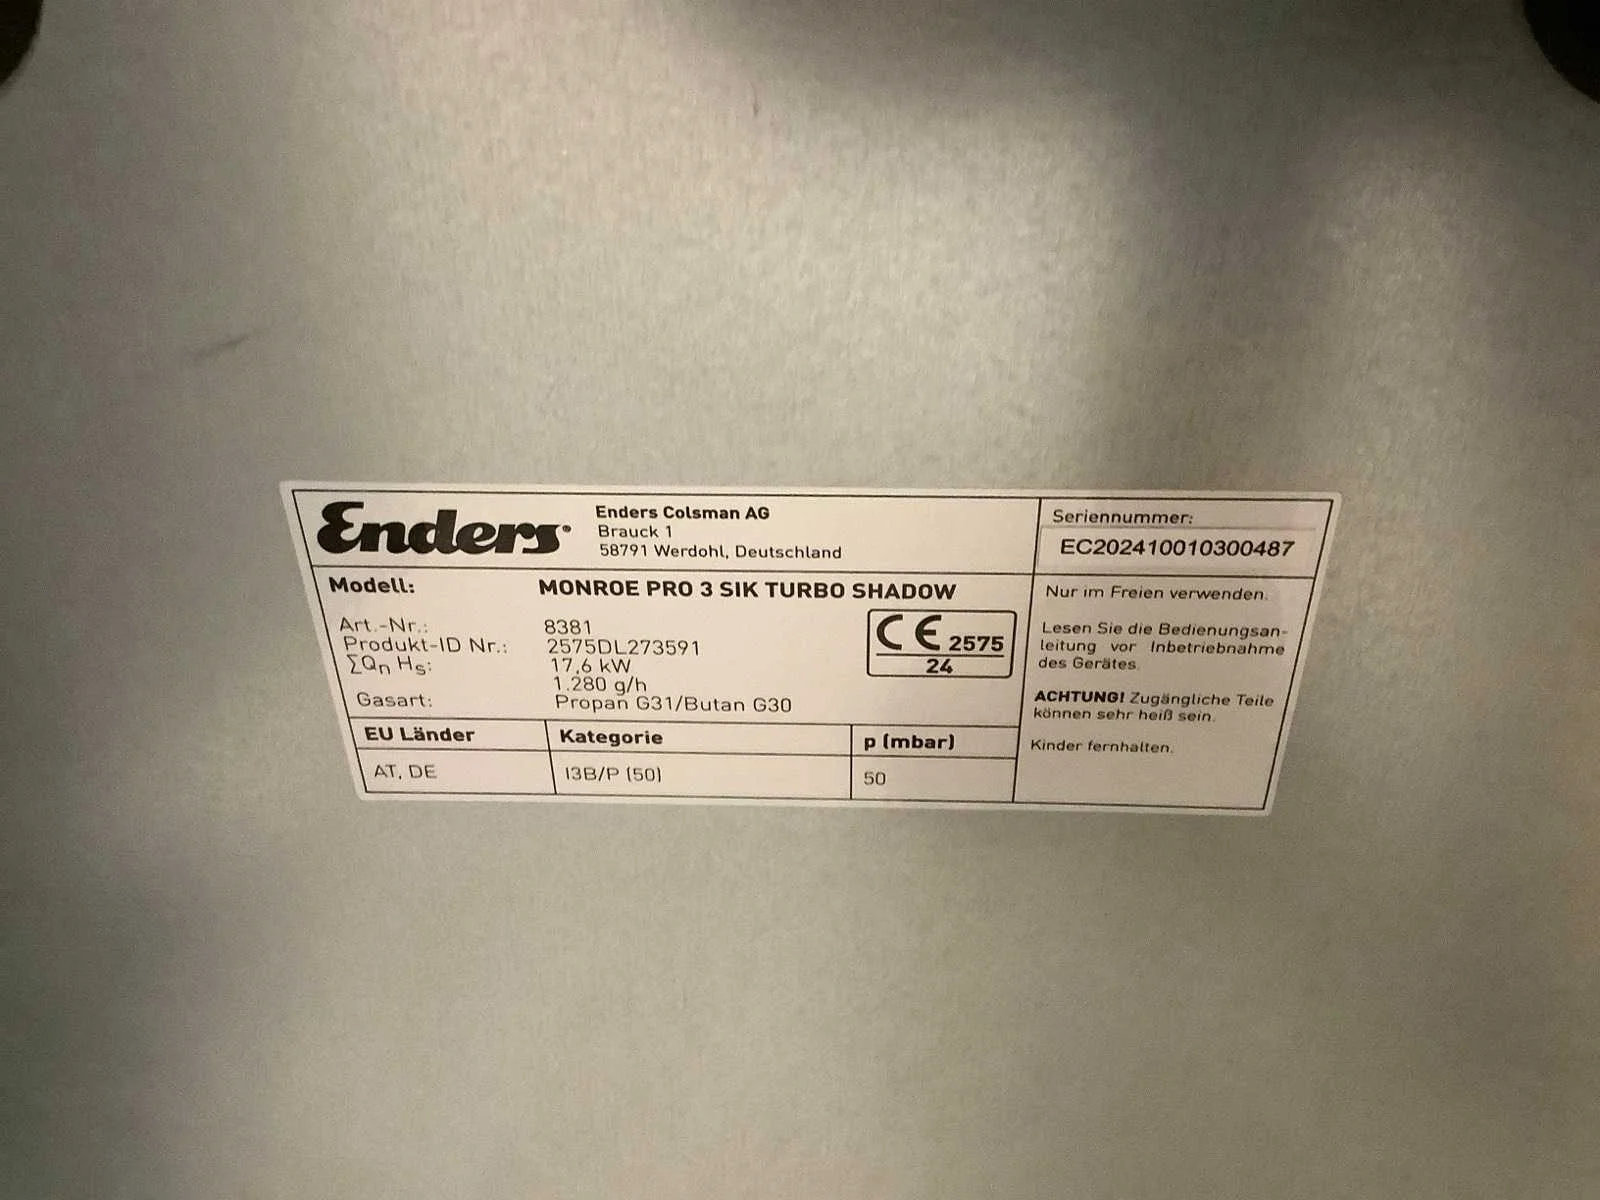 Enders
Enders Colsman AG
Brauck 1
58791 Werdohl, Deutschland
Seriennummer:
EC202410010300487
Modell: MONROE PRO 3 SIK TURBO SHADOW
Art.-Nr.: 8381
Produkt-ID Nr.: 2575DL273591
∑Qn Hs: 17,6 kW
1.280 g/h
Gasart: Propan G31/Butan G30
CE 2575
24
EU Länder Kategorie p (mbar)
AT, DE I3B/P (50) 50
Nur im Freien verwenden.
Lesen Sie die Bedienungsan-
leitung vor Inbetriebnahme
des Gerätes.
ACHTUNG! Zugängliche Teile
können sehr heiß sein.
Kinder fernhalten.